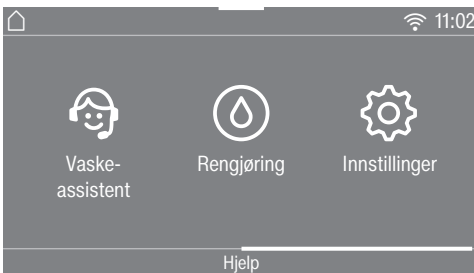 11:02
Vaske-
assistent
Rengjøring
Innstillinger
Hjelp